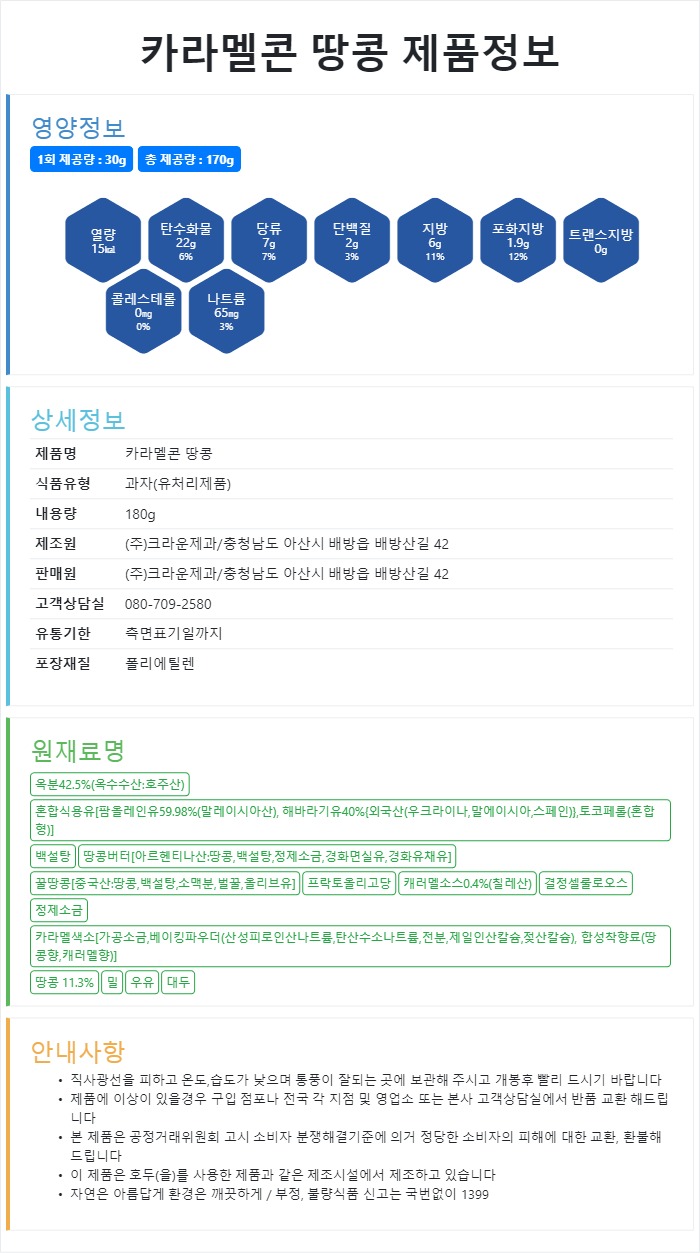 카라멜콘 땅콩 제품정보
영양정보
1회 제공량 : 30g 총 제공량 : 170g
열량
15㎉
탄수화물
22g
6%
당류
7g
7%
단백질
2g
3%
지방
6g
11%
포화지방
1.9g
12%
트랜스지방
0g
콜레스테롤
0㎎
0%
나트륨
65㎎
3%
상세정보
제품명 카라멜콘 땅콩
식품유형 과자(유처리제품)
내용량 180g
제조원 (주)크라운제과/충청남도 아산시 배방읍 배방산길 42
판매원 (주)크라운제과/충청남도 아산시 배방읍 배방산길 42
고객상담실 080-709-2580
유통기한 측면표기일까지
포장재질 폴리에틸렌
원재료명
옥분42.5%(옥수수산:호주산)
혼합식용유[팜올레인유59.98%(말레이시아산), 해바라기유40%{외국산(우크라이나,말에이시아,스페인)},토코페롤(혼합
형)]
백설탕 땅콩버터[아르헨티나산:땅콩,백설탕,정제소금,경화면실유,경화유채유]
꿀땅콩[중국산:땅콩,백설탕,소맥분,벌꿀,올리브유] 프락토올리고당 캐러멜소스0.4%(칠레산) 결정셀룰로오스
정제소금
카라멜색소[가공소금,베이킹파우더(산성피로인산나트륨,탄산수소나트륨,전분,제일인산칼슘,젖산칼슘), 합성착향료(땅
콩향,캐러멜향)]
땅콩 11.3% 밀 우유 대두
안내사항
• 직사광선을 피하고 온도,습도가 낮으며 통풍이 잘되는 곳에 보관해 주시고 개봉후 빨리 드시기 바랍니다
• 제품에 이상이 있을경우 구입 점포나 전국 각 지점 및 영업소 또는 본사 고객상담실에서 반품 교환 해드립
니다
• 본 제품은 공정거래위원회 고시 소비자 분쟁해결기준에 의거 정당한 소비자의 피해에 대한 교환, 환불해
드립니다
• 이 제품은 호두(을)를 사용한 제품과 같은 제조시설에서 제조하고 있습니다
• 자연은 아름답게 환경은 깨끗하게 / 부정, 불량식품 신고는 국번없이 1399